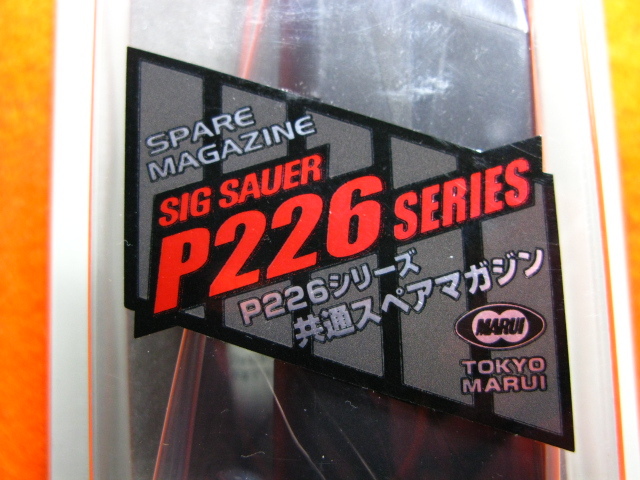 SPARE
MAGAZINE
SIG SAUER
P226 SERIES
P226シリーズ
共通スペアマガジン
MARUI
TOKYO
MARUI